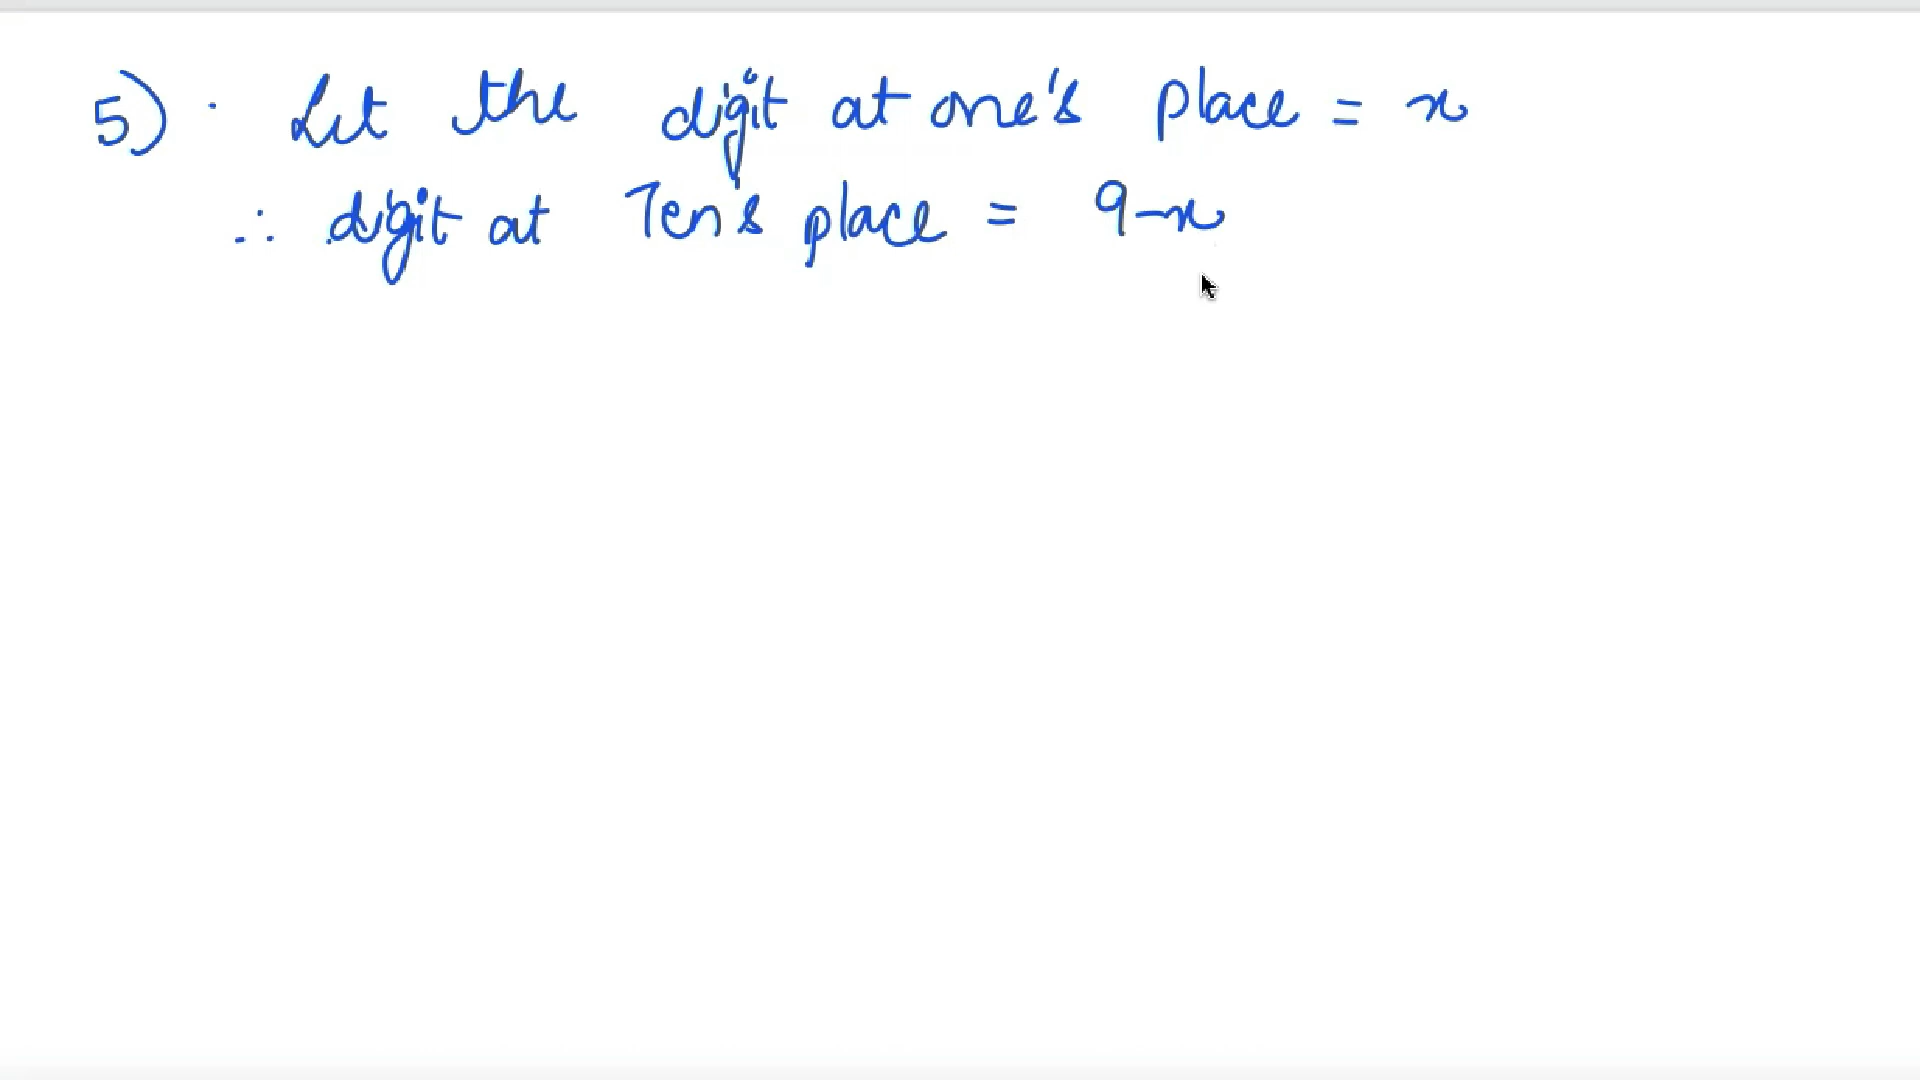 5) Let the digit at one's place = x
∴ digit at Ten's place = 9-x